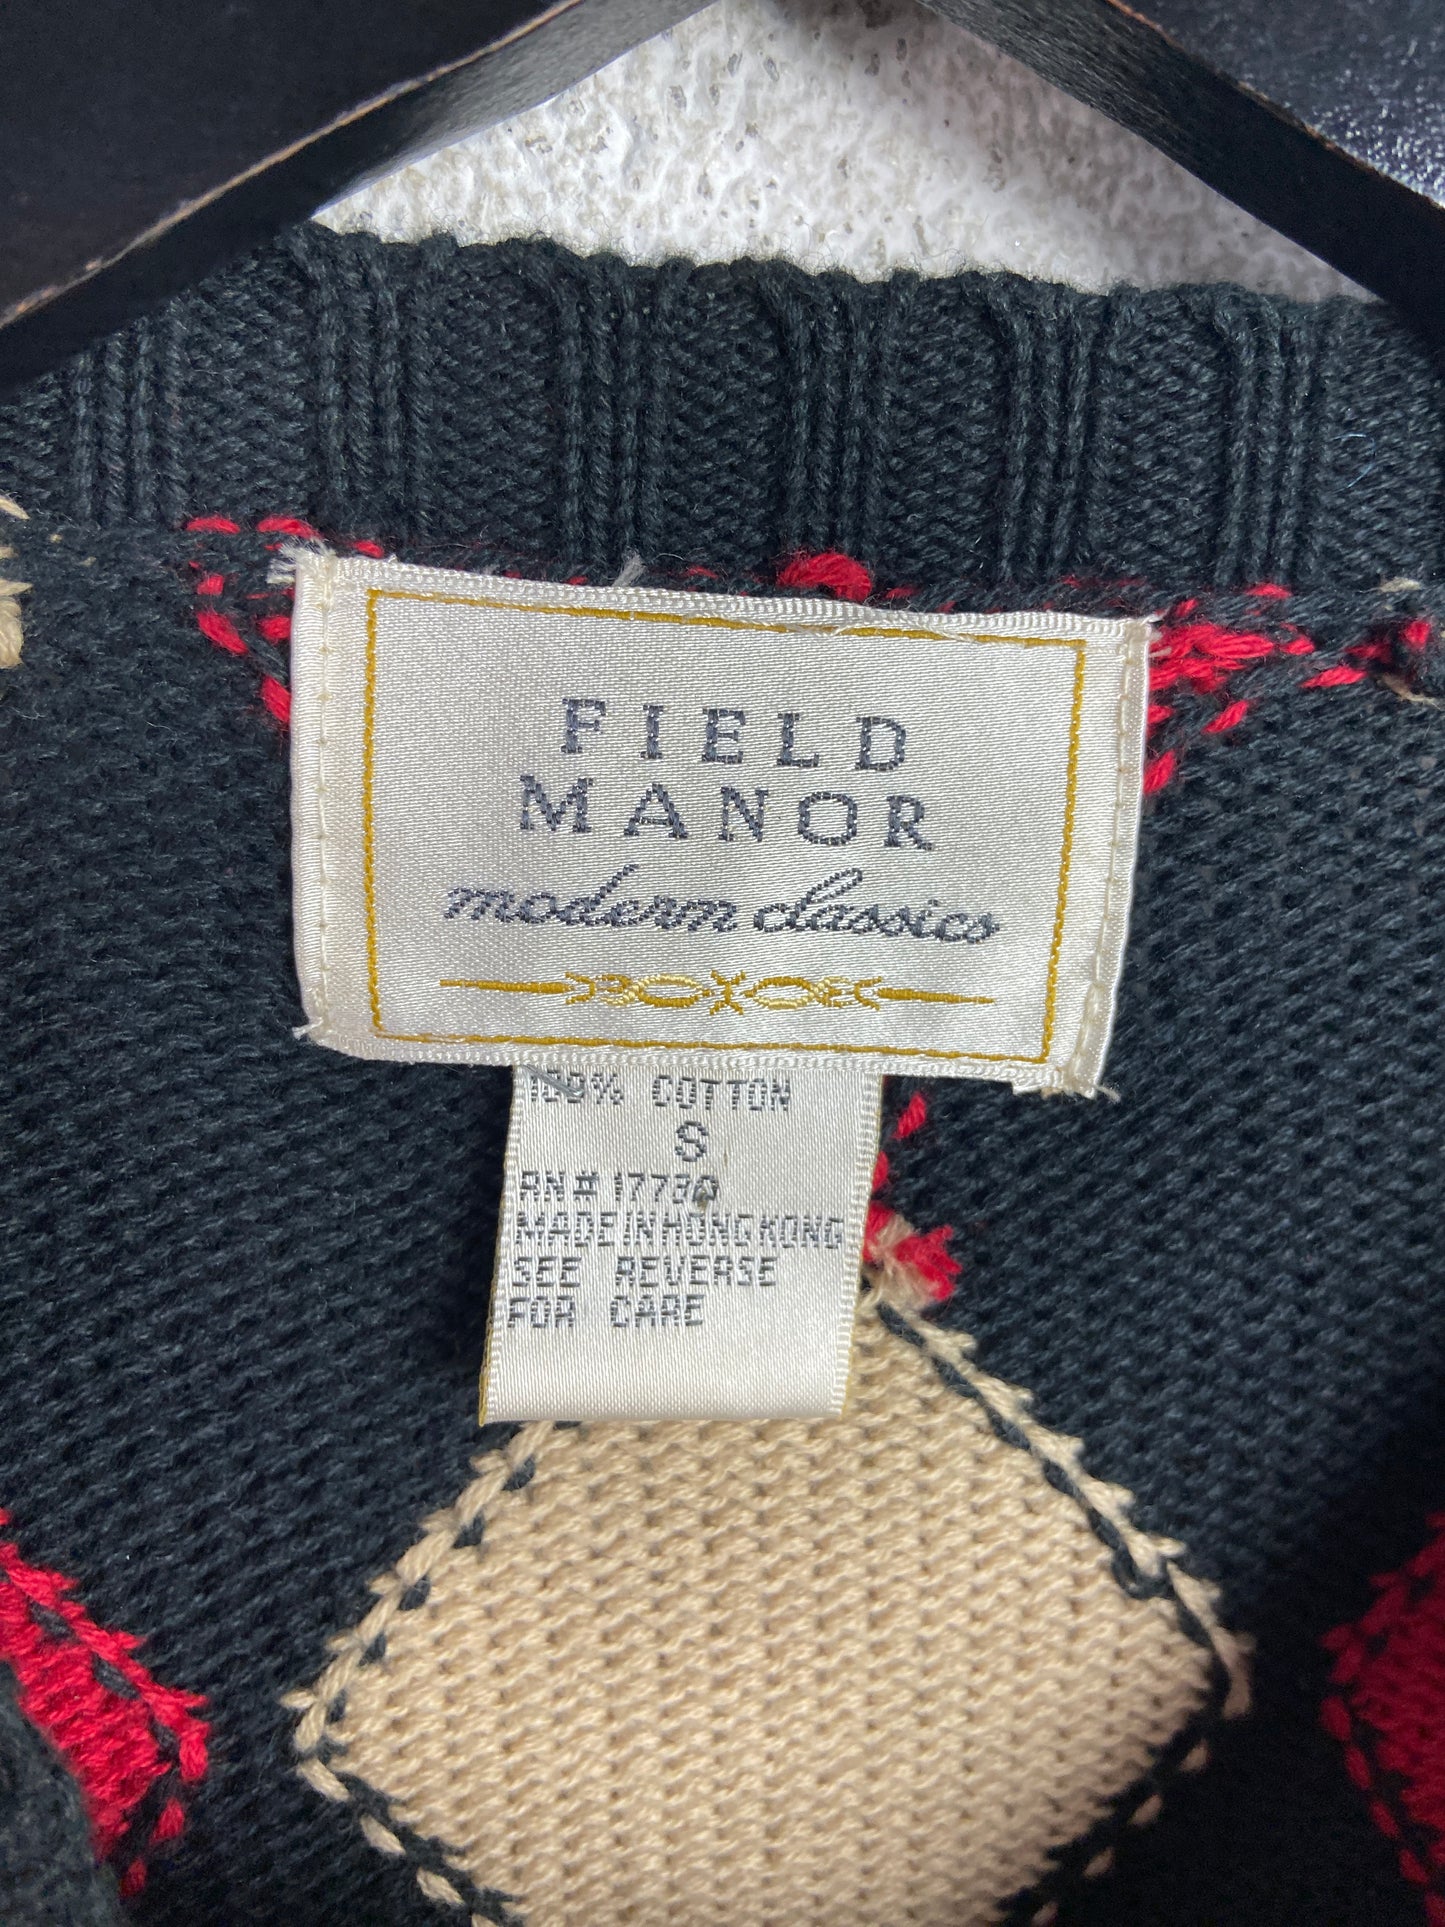 FIELD
MANOR
modern classics
100% COTTON
S
RN# 17730
MADE IN HONG KONG
SEE REVERSE
FOR CARE